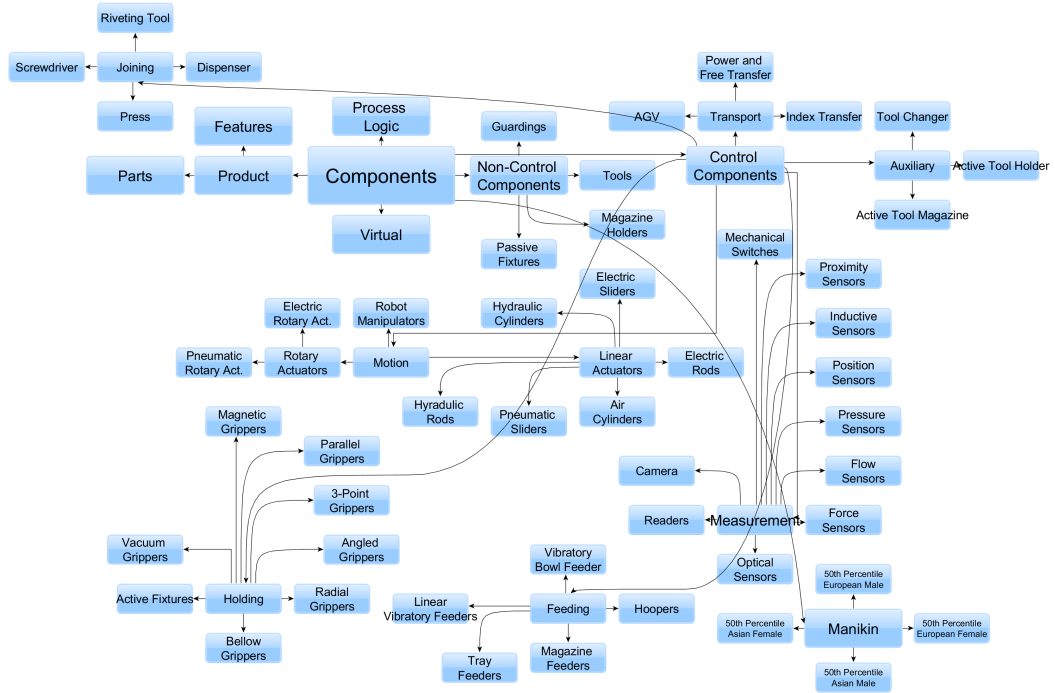 Riveting Tool
Screwdriver
Joining
Dispenser
Press
Power and
Free Transfer
AGV
Transport
Index Transfer
Tool Changer
Features
Process
Logic
Guardings
Parts
Product
Components
Non-Control
Components
Tools
Control
Components
Auxiliary
Active Tool Holder
Virtual
Magazine
Holders
Passive
Fixtures
Active Tool Magazine
Mechanical
Switches
Electric
Sliders
Proximity
Sensors
Electric
Rotary Act.
Robot
Manipulators
Hydraulic
Cylinders
Inductive
Sensors
Pneumatic
Rotary Act.
Rotary
Actuators
Motion
Linear
Actuators
Electric
Rods
Position
Sensors
Magnetic
Grippers
Hyradulic
Rods
Pneumatic
Sliders
Air
Cylinders
Pressure
Sensors
Parallel
Grippers
Camera
Flow
Sensors
3-Point
Grippers
Readers
Measurement
Force
Sensors
Vacuum
Grippers
Angled
Grippers
Vibratory
Bowl Feeder
Optical
Sensors
50th Percentile
European Male
Active Fixtures
Holding
Radial
Grippers
Linear
Vibratory Feeders
Feeding
Hoopers
50th Percentile
Asian Female
Manikin
50th Percentile
European Female
Bellow
Grippers
Tray
Feeders
Magazine
Feeders
50th Percentile
Asian Male